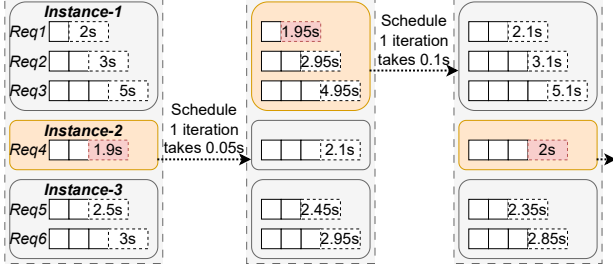 Instance-1
Req1 2s
Req2 3s
Req3 5s
Instance-2
Req4 1.9s
Instance-3
Req5 2.5s
Req6 3s
Schedule
1 iteration
takes 0.05s
1.95s
2.95s
4.95s
2.1s
2.45s
2.95s
Schedule
1 iteration
takes 0.1s
2.1s
3.1s
5.1s
2s
2.35s
2.85s